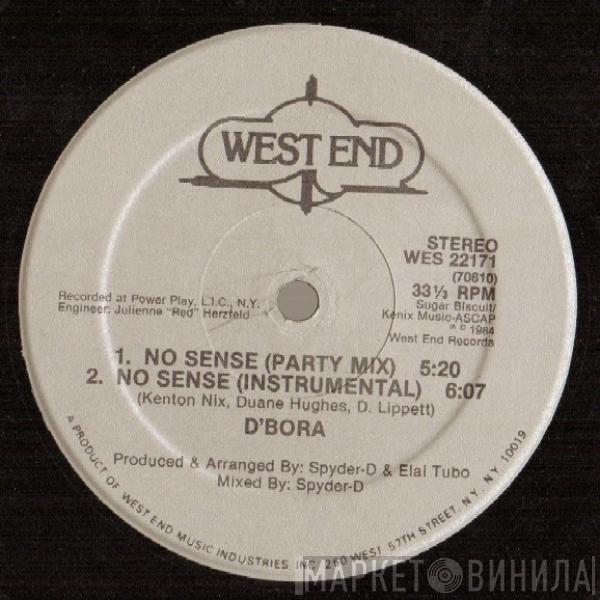 WEST END
STEREO
WES 22171
(70610)
33⅓ RPM
Sugar Biscuit/
Kenix Music-ASCAP
℗ © 1984
West End Records
Recorded at Power Play, L.I.C., N.Y.
Engineer: Julienne "Red" Herzfeld
1. NO SENSE (PARTY MIX) 5:20
2. NO SENSE (INSTRUMENTAL) 6:07
(Kenton Nix, Duane Hughes, D. Lippett)
D'BORA
Produced & Arranged By: Spyder-D & Elai Tubo
Mixed By: Spyder-D
A PRODUCT OF WEST END MUSIC INDUSTRIES, INC. 250 WEST 57TH STREET, N.Y. NY 10019
МАРКЕТ ВИНИЛА